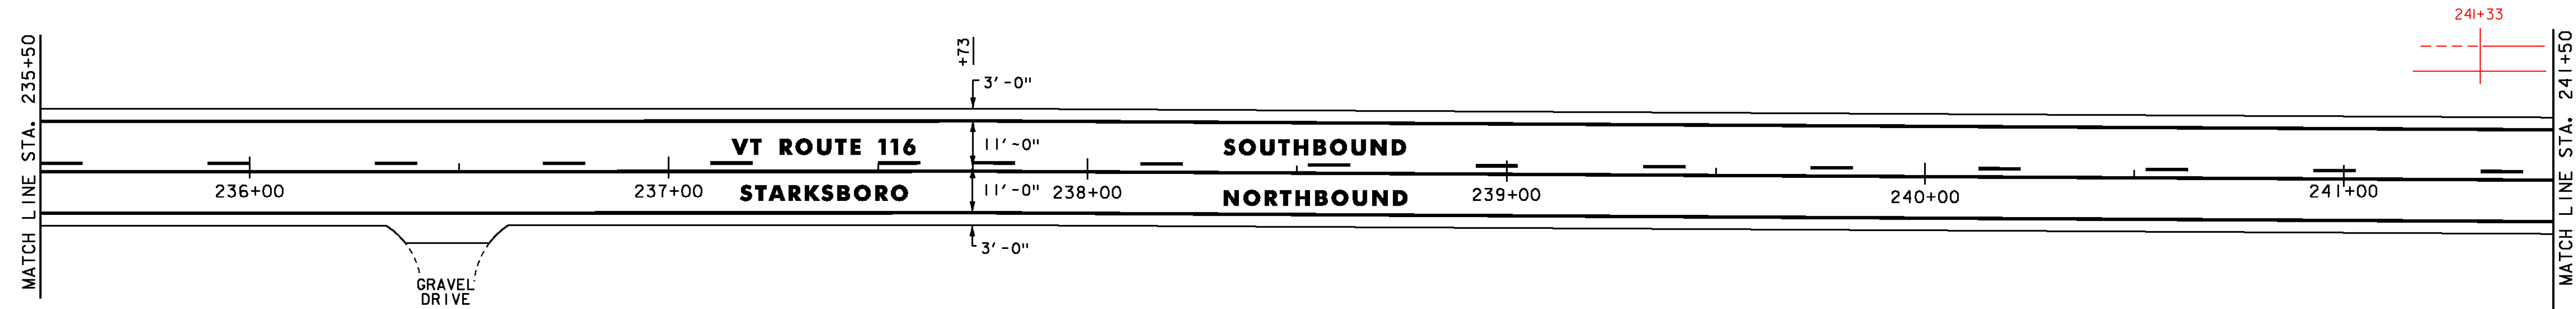 241+33
MATCH LINE STA. 235+50
+73
3'-0"
VT ROUTE 116
11'-0"
SOUTHBOUND
236+00
237+00
STARKSBORO
11'-0"
238+00
NORTHBOUND
239+00
240+00
241+00
3'-0"
GRAVEL
DRIVE
MATCH LINE STA. 241+50